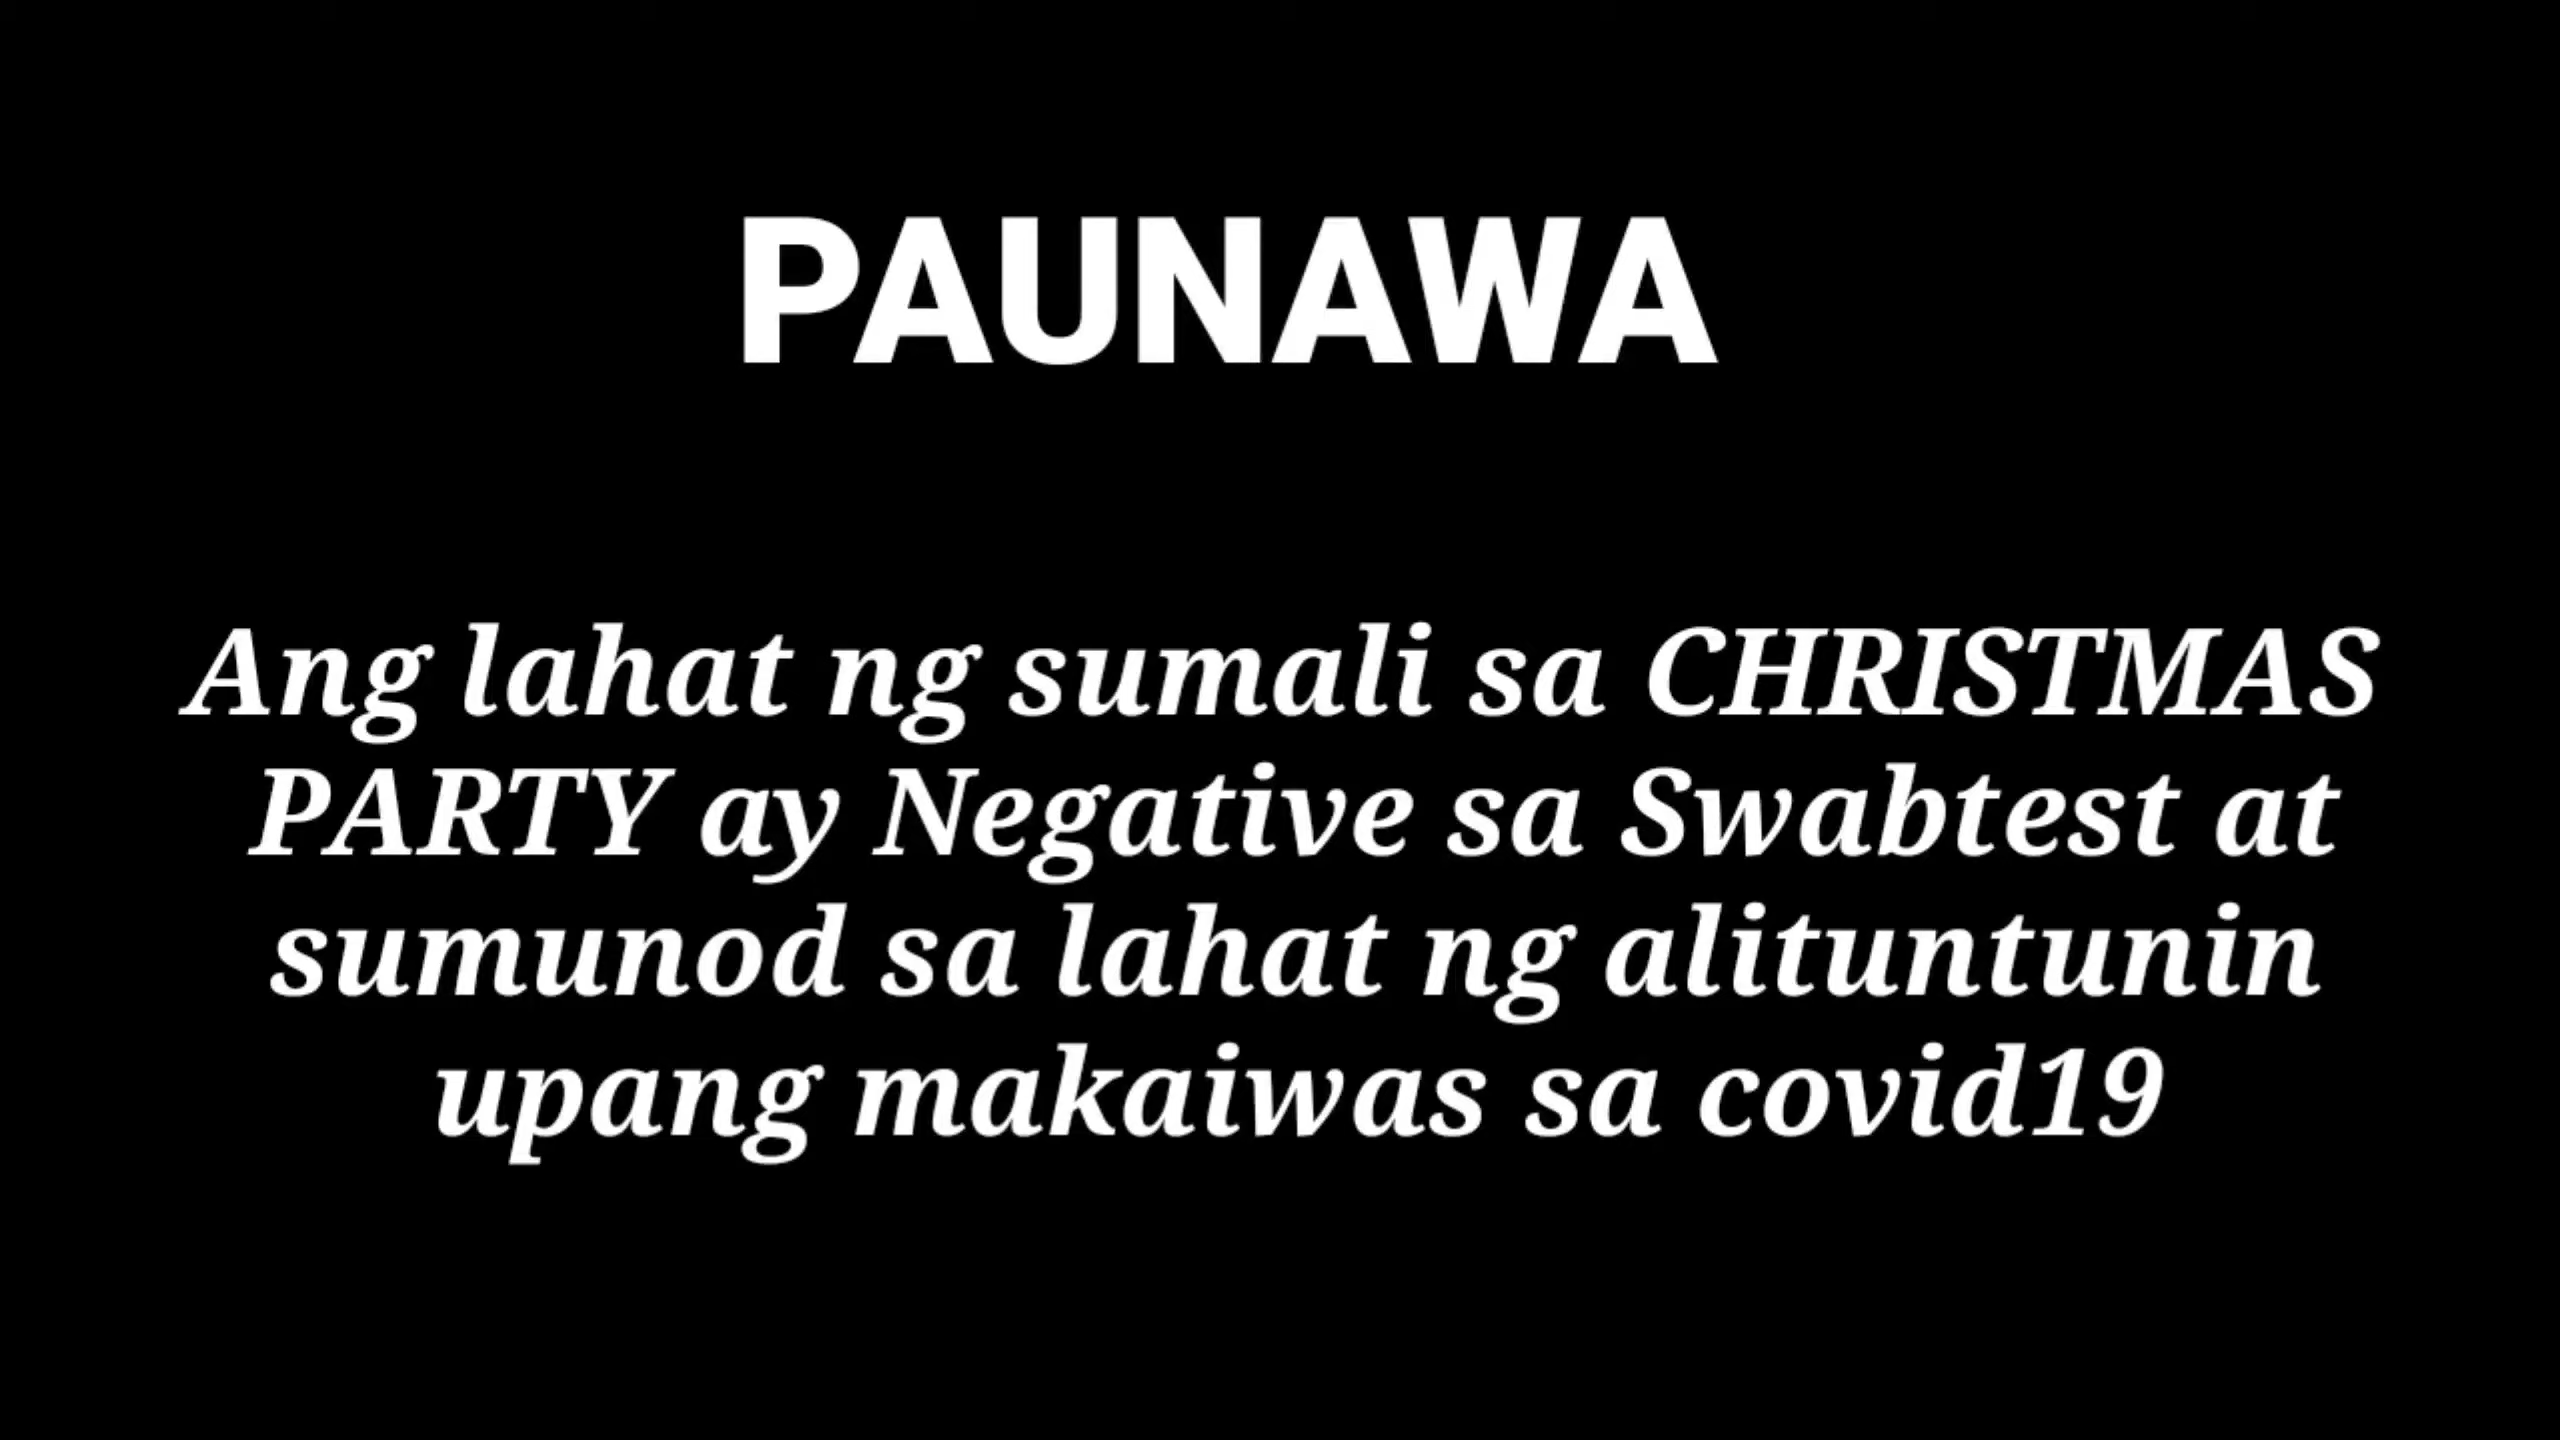 PAUNAWA
Ang lahat ng sumali sa CHRISTMAS
PARTY ay Negative sa Swabtest at
sumunod sa lahat ng alituntunin
upang makaiwas sa covid19